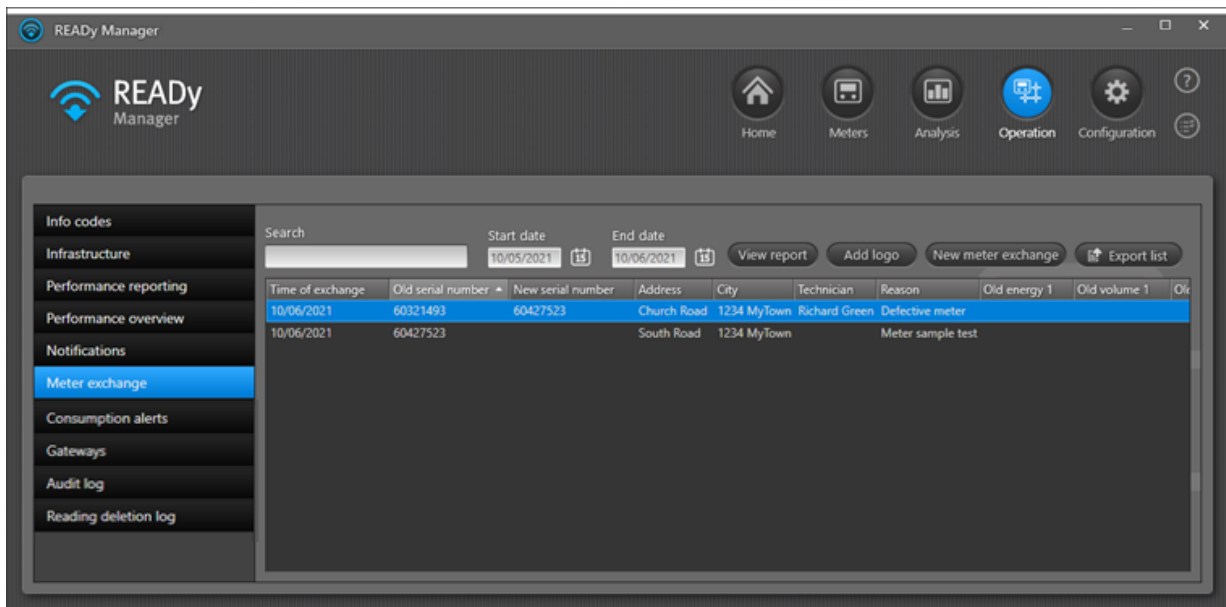 READy Manager
READy
Manager
Home Meters Analysis Operation Configuration
Info codes
Infrastructure
Performance reporting
Performance overview
Notifications
Meter exchange
Consumption alerts
Gateways
Audit log
Reading deletion log
Search Start date End date
10/05/2021 15 10/06/2021 15 View report Add logo New meter exchange Export list
Time of exchange Old serial number New serial number Address City Technician Reason Old energy 1 Old volume 1 Ol
10/06/2021 60321493 60427523 Church Road 1234 MyTown Richard Green Defective meter
10/06/2021 60427523 South Road 1234 MyTown Meter sample test